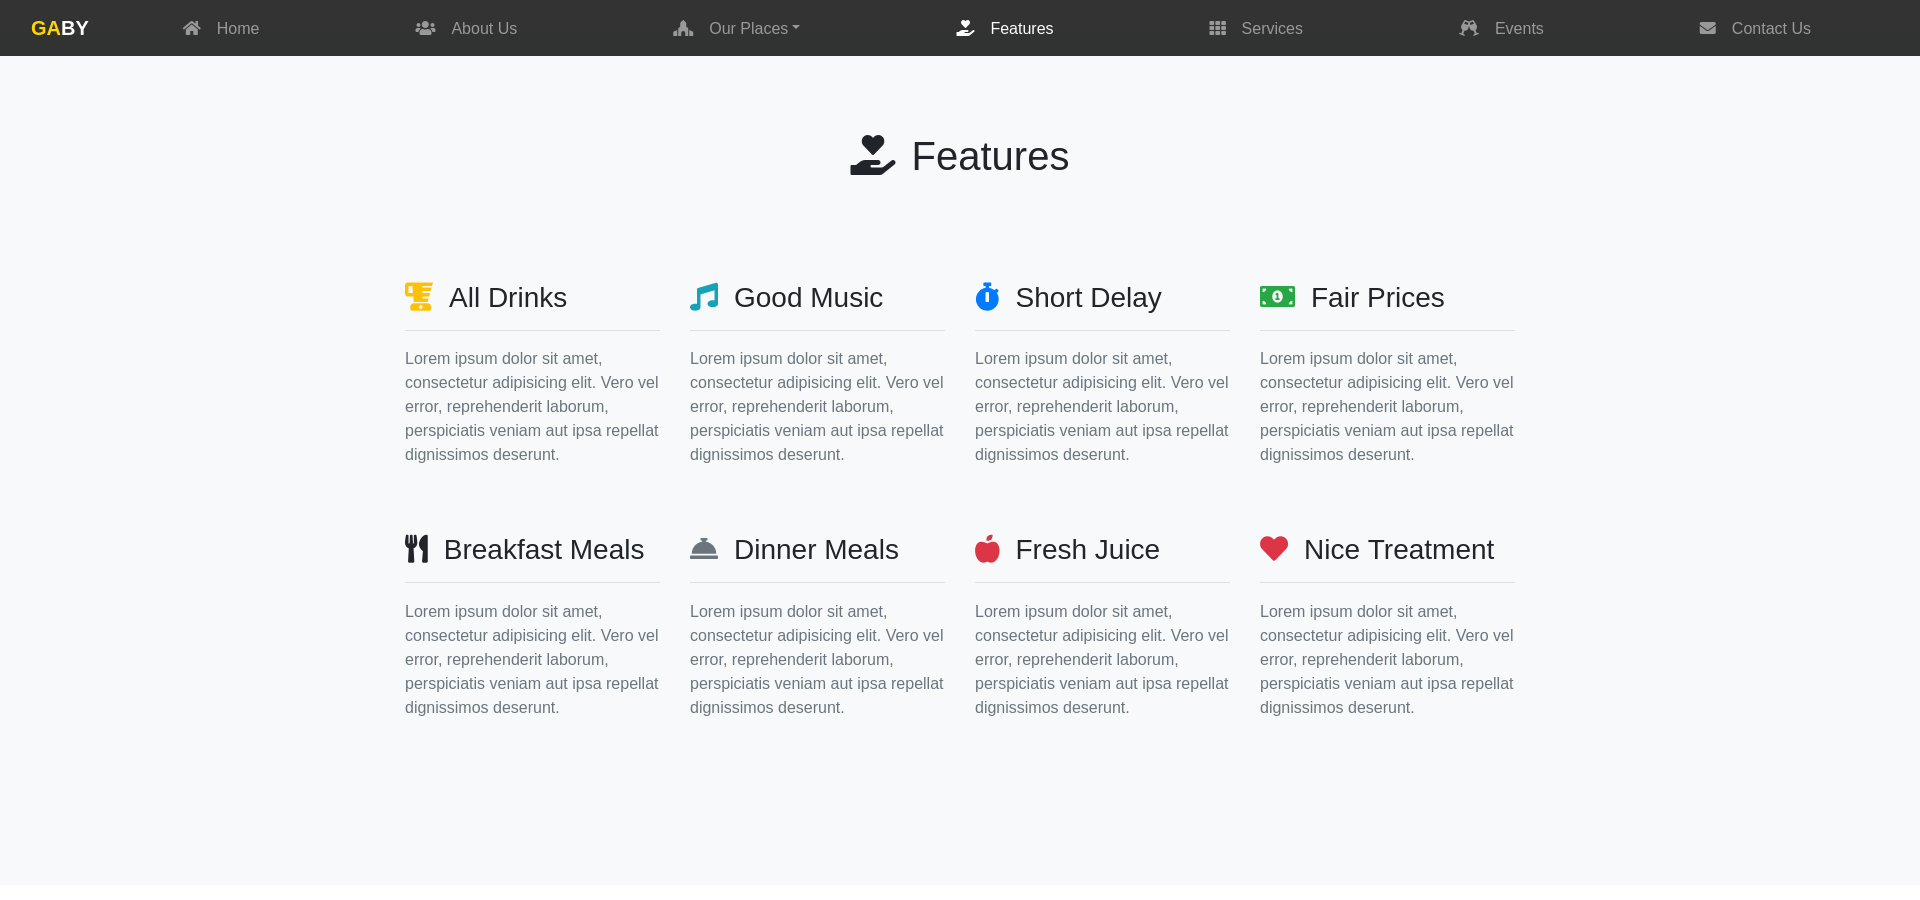 GABY Home About Us Our Places Features Services Events Contact Us
Features
All Drinks
Lorem ipsum dolor sit amet,
consectetur adipisicing elit. Vero vel
error, reprehenderit laborum,
perspiciatis veniam aut ipsa repellat
dignissimos deserunt.
Good Music
Lorem ipsum dolor sit amet,
consectetur adipisicing elit. Vero vel
error, reprehenderit laborum,
perspiciatis veniam aut ipsa repellat
dignissimos deserunt.
Short Delay
Lorem ipsum dolor sit amet,
consectetur adipisicing elit. Vero vel
error, reprehenderit laborum,
perspiciatis veniam aut ipsa repellat
dignissimos deserunt.
Fair Prices
Lorem ipsum dolor sit amet,
consectetur adipisicing elit. Vero vel
error, reprehenderit laborum,
perspiciatis veniam aut ipsa repellat
dignissimos deserunt.
Breakfast Meals
Lorem ipsum dolor sit amet,
consectetur adipisicing elit. Vero vel
error, reprehenderit laborum,
perspiciatis veniam aut ipsa repellat
dignissimos deserunt.
Dinner Meals
Lorem ipsum dolor sit amet,
consectetur adipisicing elit. Vero vel
error, reprehenderit laborum,
perspiciatis veniam aut ipsa repellat
dignissimos deserunt.
Fresh Juice
Lorem ipsum dolor sit amet,
consectetur adipisicing elit. Vero vel
error, reprehenderit laborum,
perspiciatis veniam aut ipsa repellat
dignissimos deserunt.
Nice Treatment
Lorem ipsum dolor sit amet,
consectetur adipisicing elit. Vero vel
error, reprehenderit laborum,
perspiciatis veniam aut ipsa repellat
dignissimos deserunt.